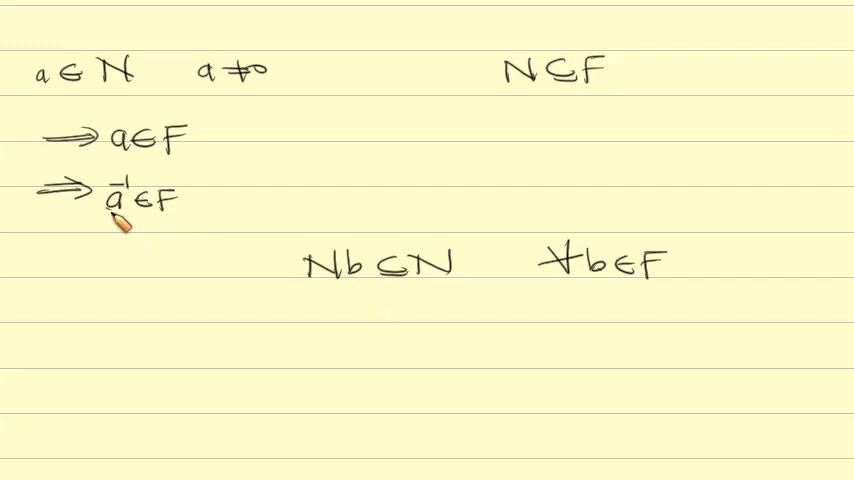 a ∈ N a ≠ 0 N ⊆ F
⟹ a ∈ F
⟹ a⁻¹ ∈ F
Nb ⊆ N ∀b ∈ F